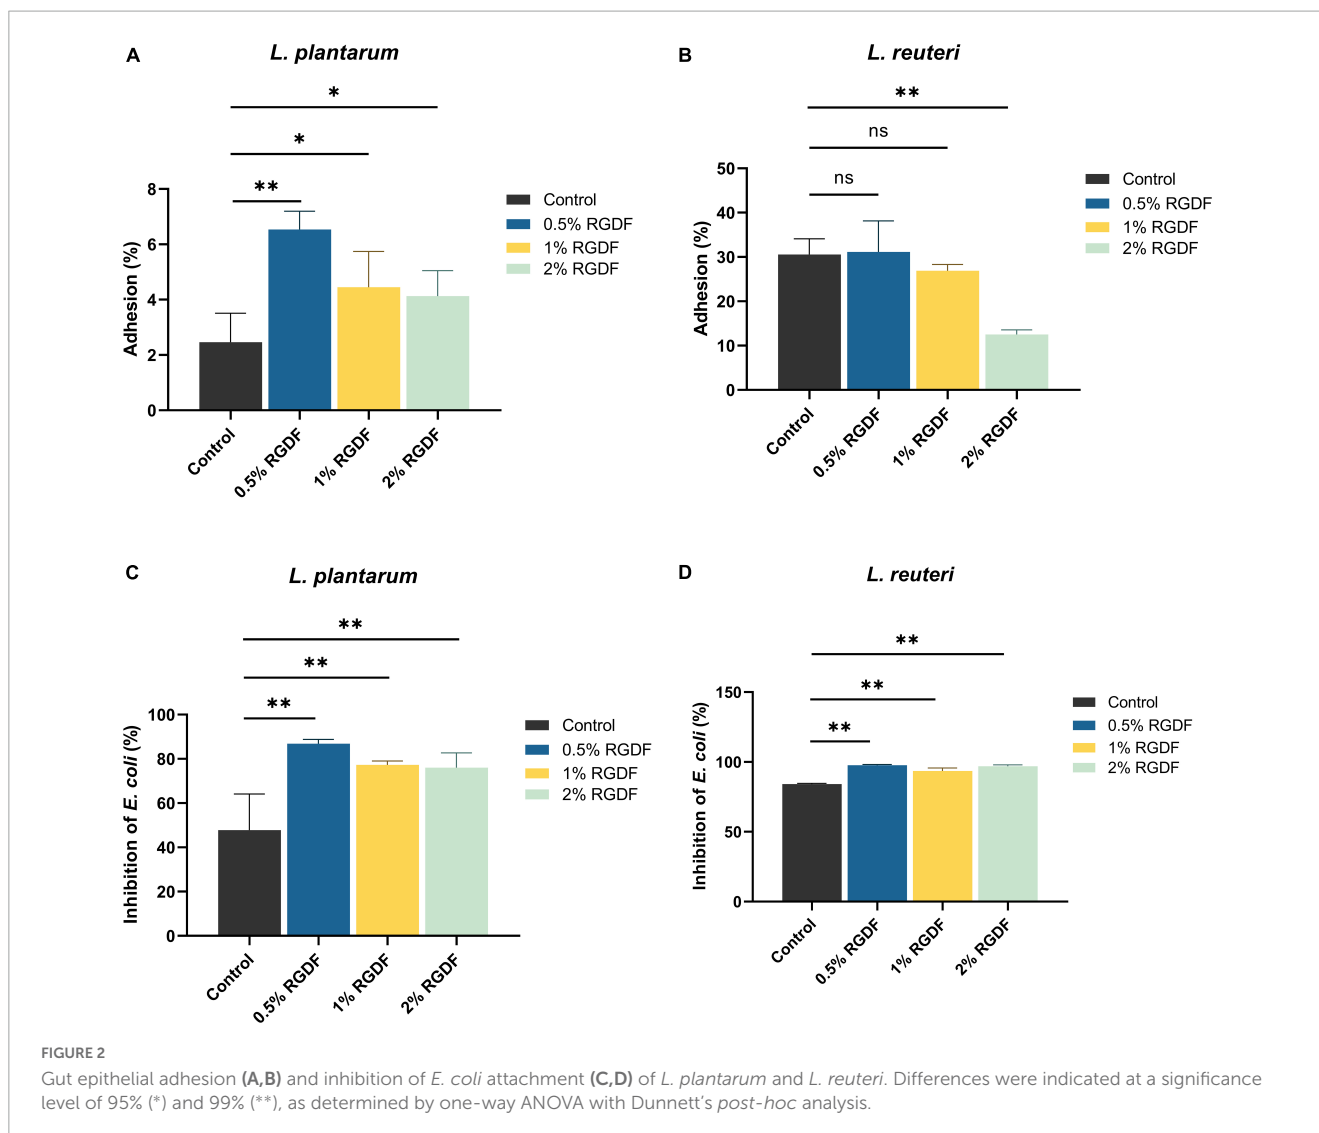 A
L. plantarum
*
*
**
Adhesion (%)
8
6
4
2
0
Control
0.5% RGDF
1% RGDF
2% RGDF
Control
0.5% RGDF
1% RGDF
2% RGDF
B
L. reuteri
**
ns
ns
Adhesion (%)
50
40
30
20
10
0
Control
0.5% RGDF
1% RGDF
2% RGDF
Control
0.5% RGDF
1% RGDF
2% RGDF
C
L. plantarum
**
**
**
Inhibition of E. coli (%)
100
80
60
40
20
0
Control
0.5% RGDF
1% RGDF
2% RGDF
Control
0.5% RGDF
1% RGDF
2% RGDF
D
L. reuteri
**
**
**
Inhibition of E. coli (%)
150
100
50
0
Control
0.5% RGDF
1% RGDF
2% RGDF
Control
0.5% RGDF
1% RGDF
2% RGDF
FIGURE 2
Gut epithelial adhesion (A,B) and inhibition of E. coli attachment (C,D) of L. plantarum and L. reuteri. Differences were indicated at a significance
level of 95% (*) and 99% (**), as determined by one-way ANOVA with Dunnett's post-hoc analysis.